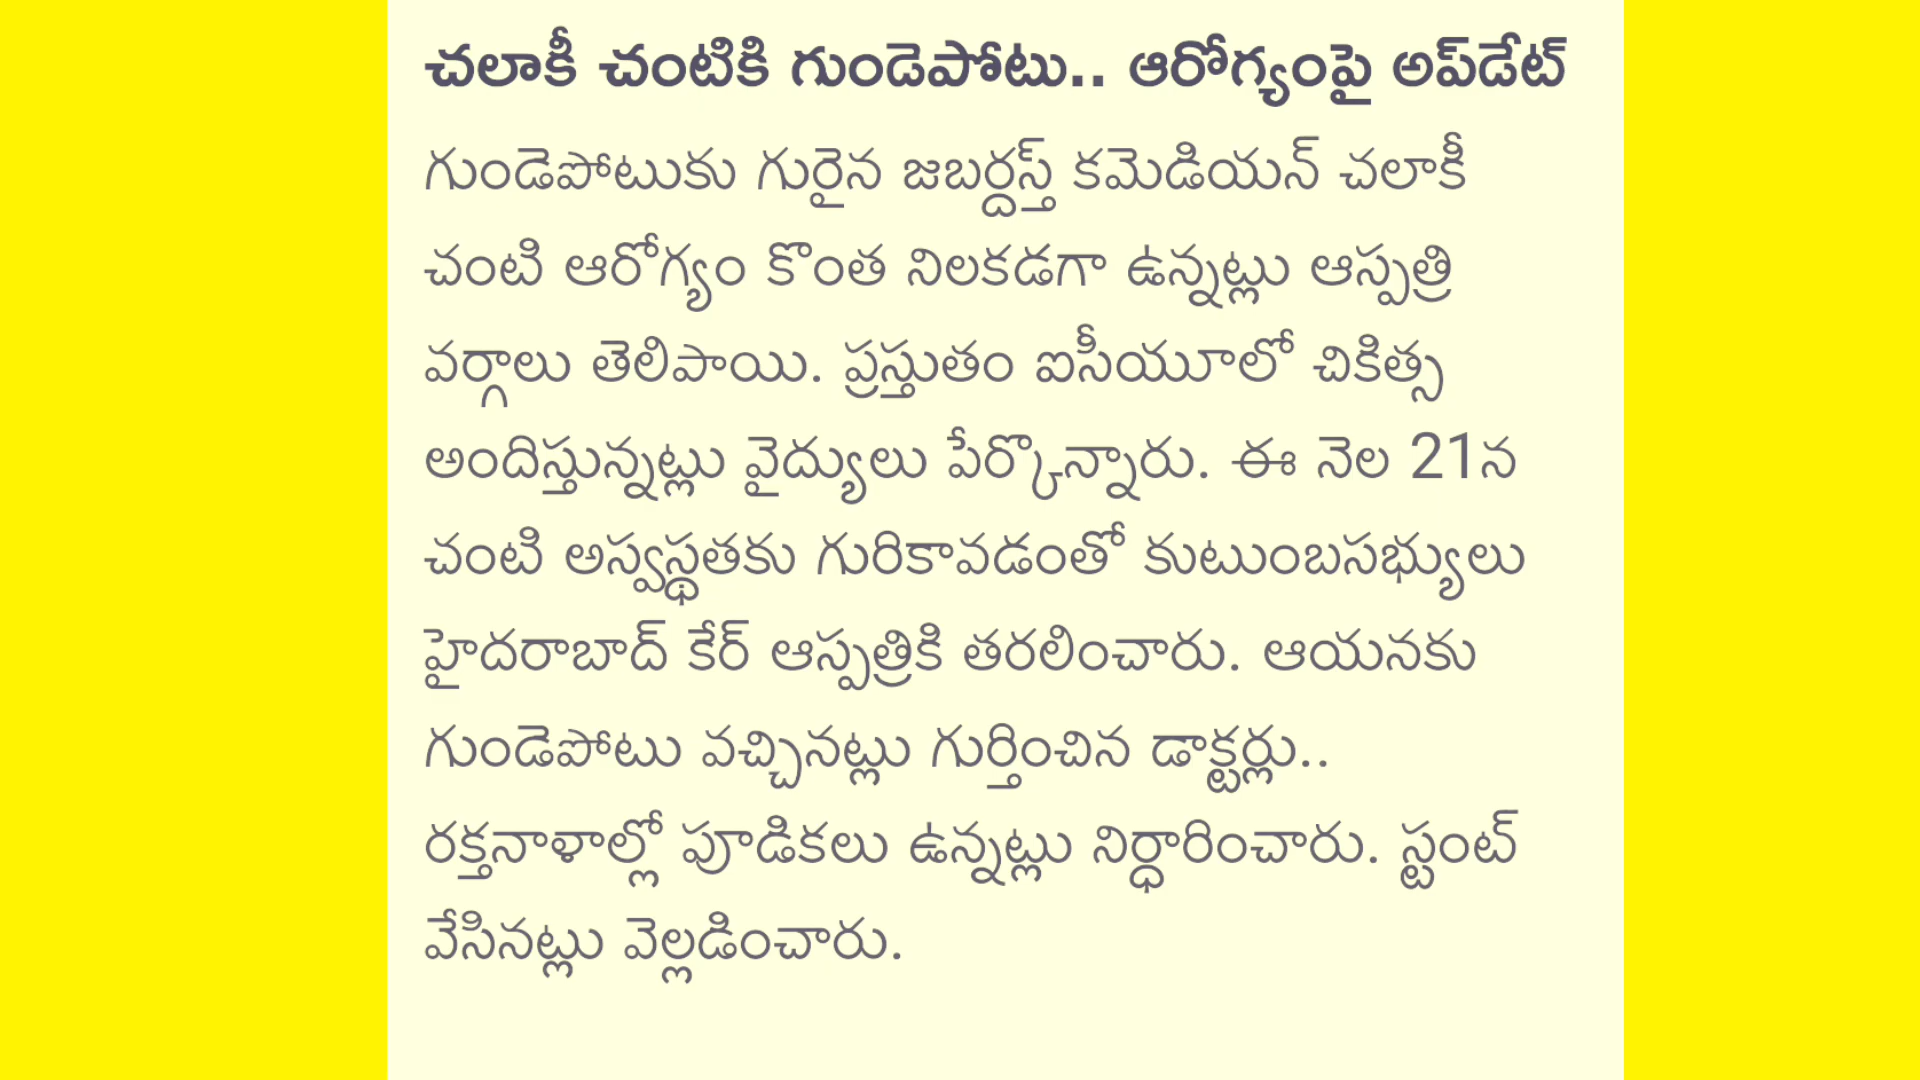 చలాకీ చంటికి గుండెపోటు.. ఆరోగ్యంపై అప్‌డేట్
గుండెపోటుకు గురైన జబర్దస్త్ కమెడియన్ చలాకీ
చంటి ఆరోగ్యం కొంత నిలకడగా ఉన్నట్లు ఆస్పత్రి
వర్గాలు తెలిపాయి. ప్రస్తుతం ఐసీయూలో చికిత్స
అందిస్తున్నట్లు వైద్యులు పేర్కొన్నారు. ఈ నెల 21న
చంటి అస్వస్థతకు గురికావడంతో కుటుంబసభ్యులు
హైదరాబాద్ కేర్ ఆస్పత్రికి తరలించారు. ఆయనకు
గుండెపోటు వచ్చినట్లు గుర్తించిన డాక్టర్లు..
రక్తనాళాల్లో పూడికలు ఉన్నట్లు నిర్ధారించారు. స్టంట్
వేసినట్లు వెల్లడించారు.